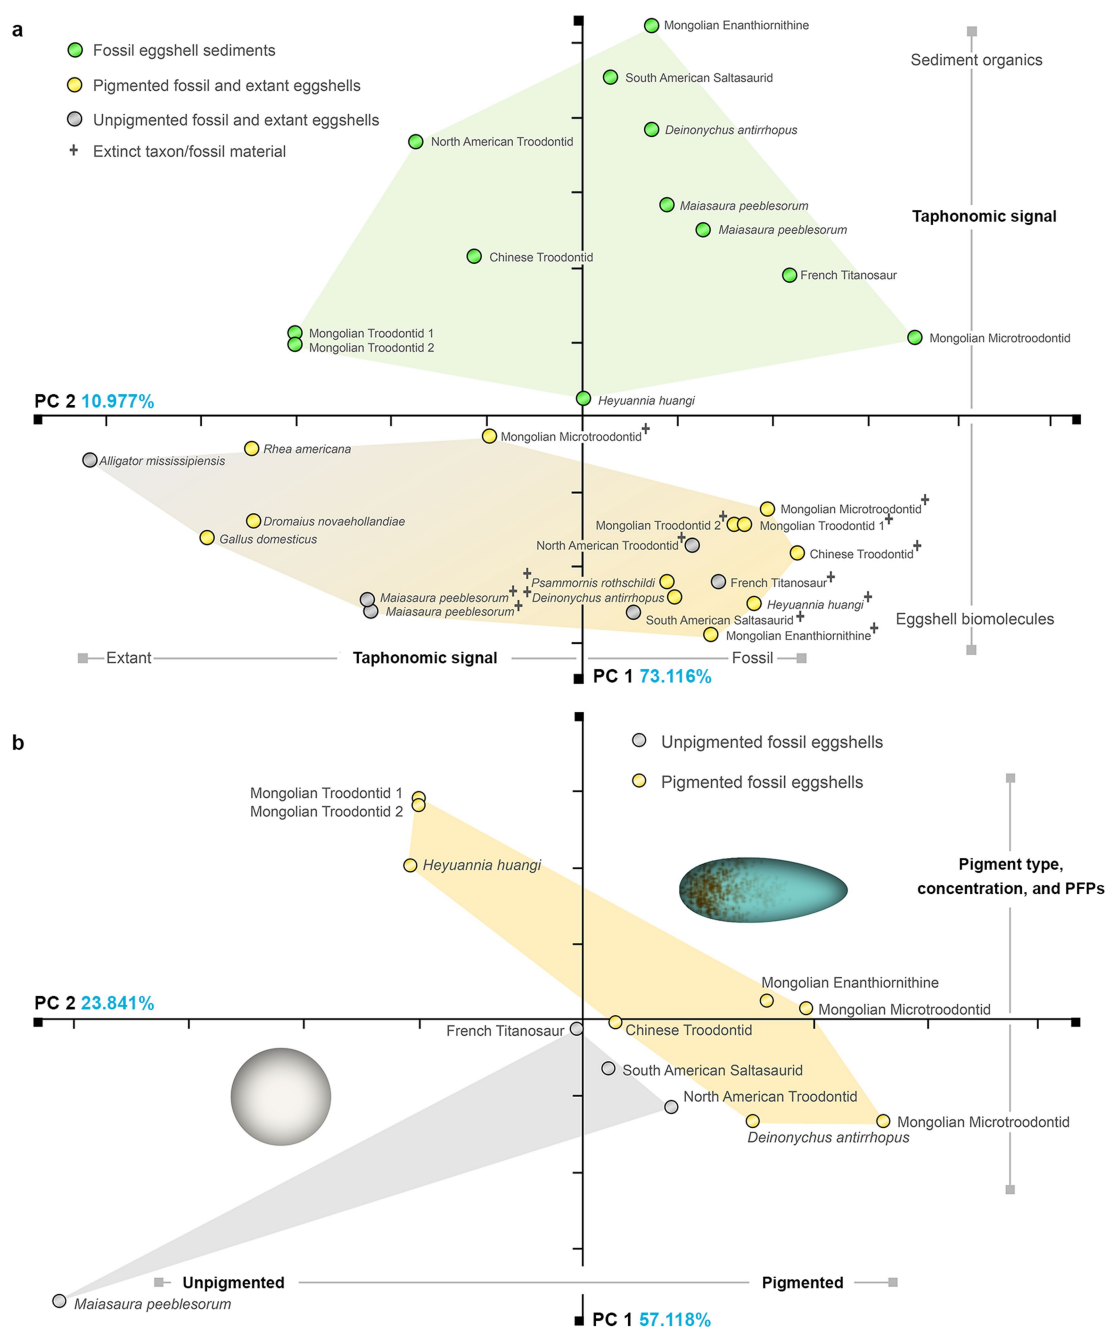 a
Fossil eggshell sediments
Pigmented fossil and extant eggshells
Unpigmented fossil and extant eggshells
Extinct taxon/fossil material
Mongolian Enanthiornithine
South American Saltasaurid
Deinonychus antirrhopus
North American Troodontid
Maiasaura peeblesorum
Maiasaura peeblesorum
Chinese Troodontid
French Titanosaur
Mongolian Troodontid 1
Mongolian Troodontid 2
Mongolian Microtroodontid
Heyuannia huangi
Sediment organics
Taphonomic signal
Eggshell biomolecules
PC 2 10.977%
Mongolian Microtroodontid
Rhea americana
Alligator mississipiensis
Dromaius novaehollandiae
Gallus domesticus
Mongolian Microtroodontid
Mongolian Troodontid 2
Mongolian Troodontid 1
North American Troodontid
Chinese Troodontid
Psammornis rothschildi
French Titanosaur
Maiasaura peeblesorum
Deinonychus antirrhopus
Heyuannia huangi
Maiasaura peeblesorum
South American Saltasaurid
Mongolian Enanthiornithine
Extant
Taphonomic signal
Fossil
PC 1 73.116%
b
Unpigmented fossil eggshells
Pigmented fossil eggshells
Mongolian Troodontid 1
Mongolian Troodontid 2
Heyuannia huangi
Pigment type,
concentration, and PFPs
Mongolian Enanthiornithine
Mongolian Microtroodontid
PC 2 23.841%
French Titanosaur
Chinese Troodontid
South American Saltasaurid
North American Troodontid
Mongolian Microtroodontid
Deinonychus antirrhopus
Unpigmented
Pigmented
Maiasaura peeblesorum
PC 1 57.118%